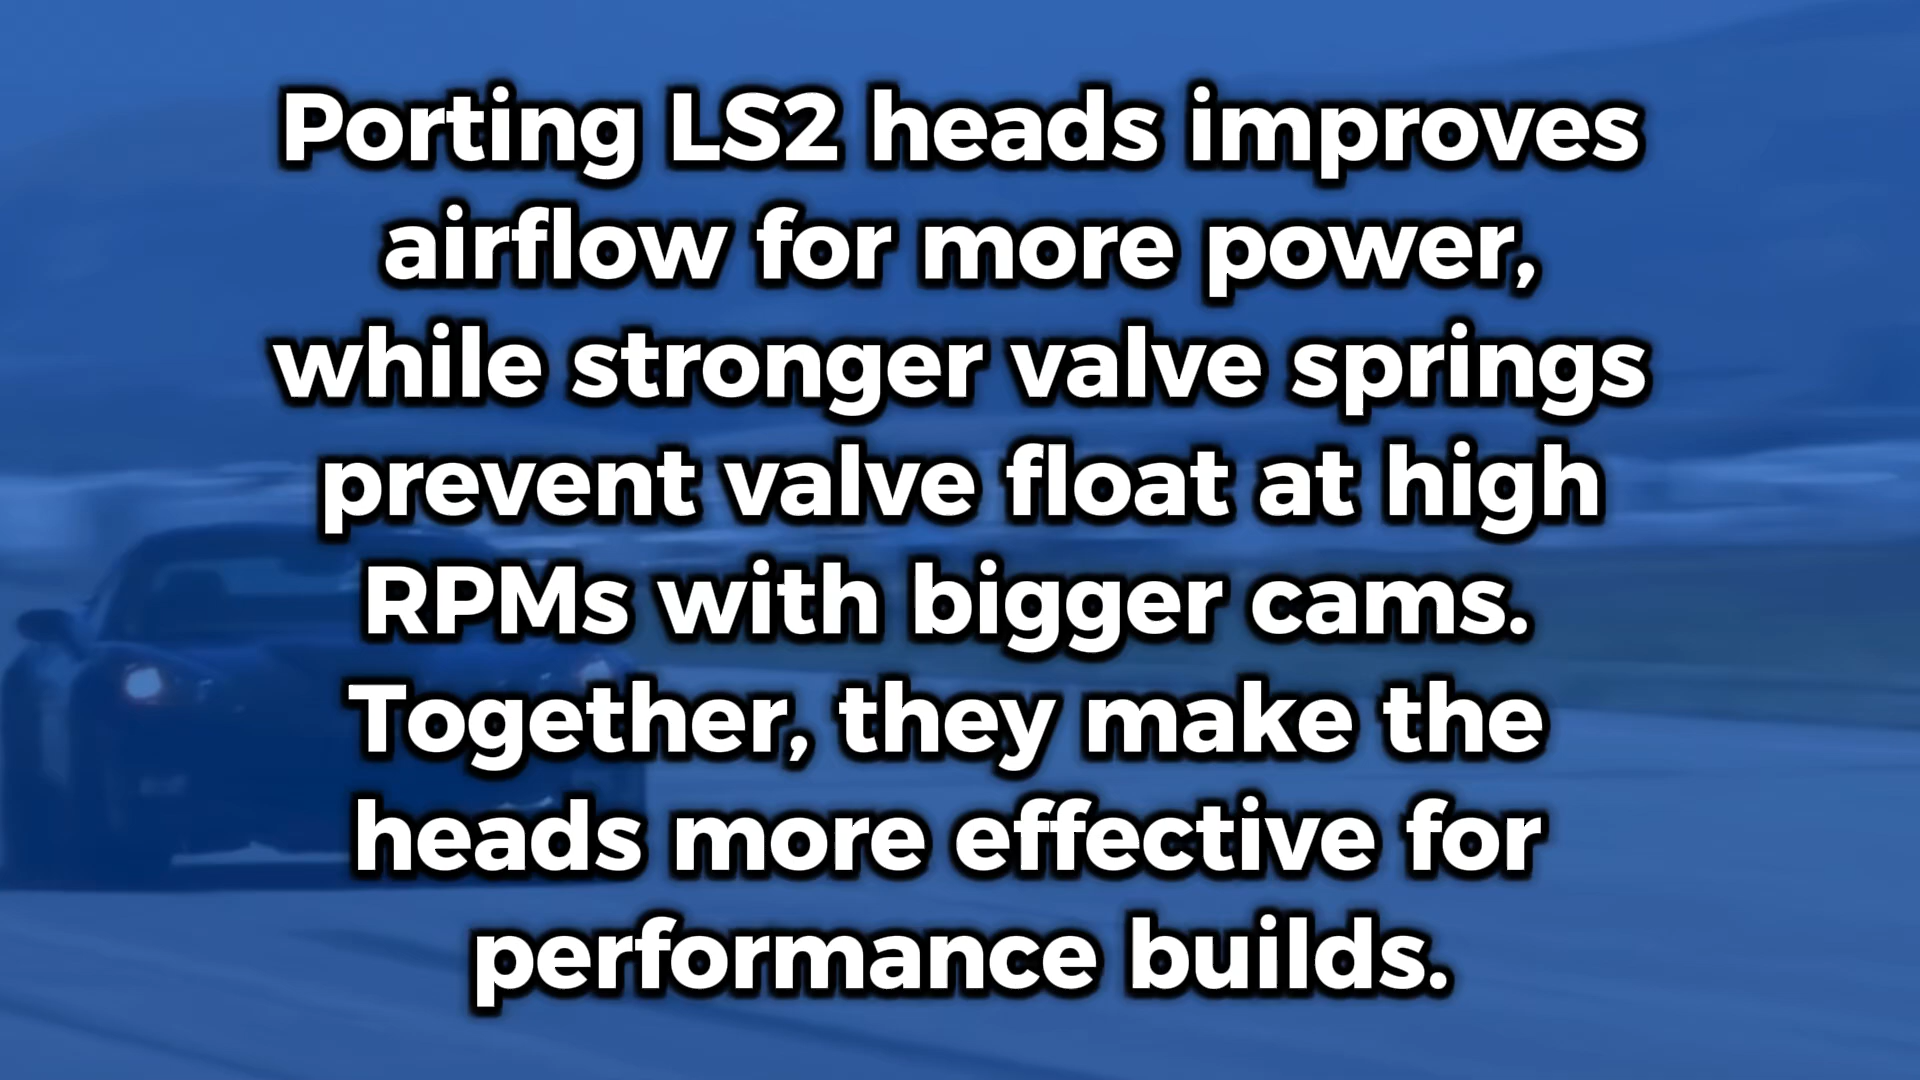 Porting LS2 heads improves
airflow for more power,
while stronger valve springs
prevent valve float at high
RPMs with bigger cams.
Together, they make the
heads more effective for
performance builds.